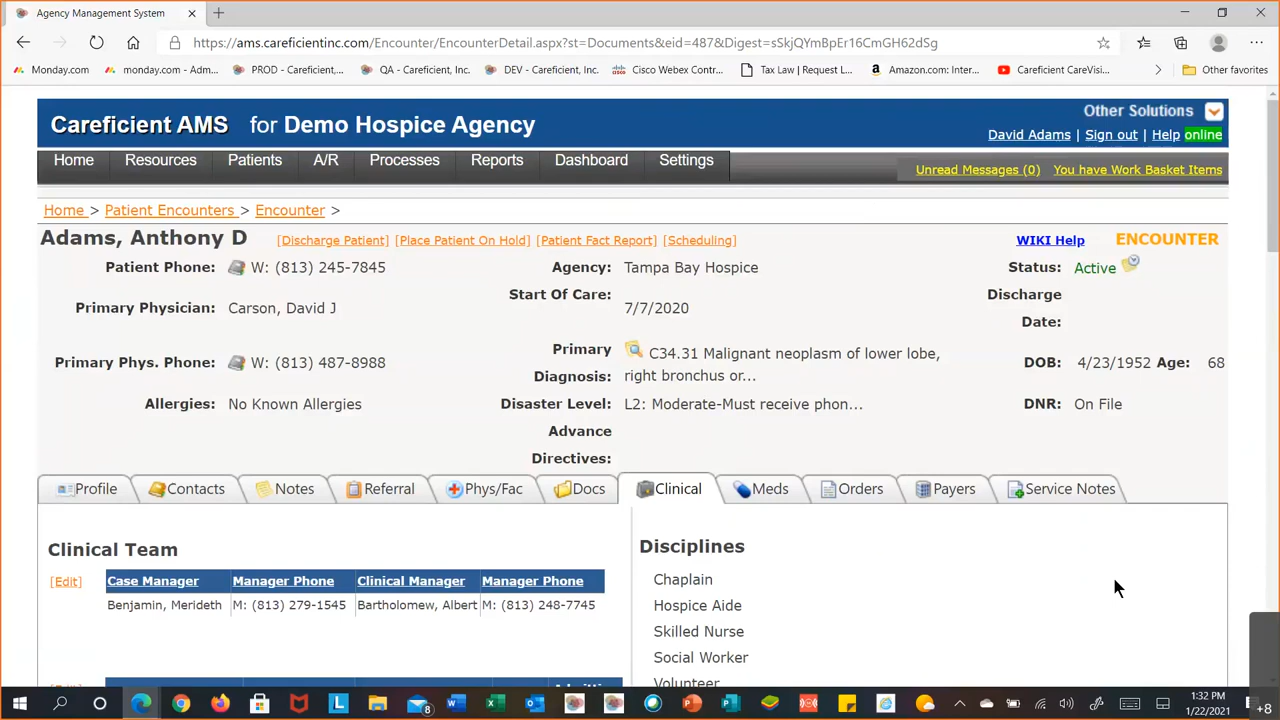 Agency Management System
https://ams.careficientinc.com/Encounter/EncounterDetail.aspx?st=Documents&eid=487&Digest=sSkjQYmBpEr16CmGH62dSg
Monday.com
monday.com - Adm...
PROD - Careficient,...
QA - Careficient, Inc.
DEV - Careficient, Inc.
Cisco Webex Contr...
Tax Law | Request L...
Amazon.com: Inter...
Careficient CareVisi...
Other favorites
Careficient AMS for Demo Hospice Agency
Other Solutions
David Adams | Sign out | Help online
Home Resources Patients A/R Processes Reports Dashboard Settings
Unread Messages (0) You have Work Basket Items
Home > Patient Encounters > Encounter >
Adams, Anthony D [Discharge Patient] [Place Patient On Hold] [Patient Fact Report] [Scheduling] WIKI Help ENCOUNTER
Patient Phone: W: (813) 245-7845 Agency: Tampa Bay Hospice Status: Active
Primary Physician: Carson, David J Start Of Care: 7/7/2020 Discharge Date:
Primary Phys. Phone: W: (813) 487-8988 Primary Diagnosis: C34.31 Malignant neoplasm of lower lobe,
right bronchus or... DOB: 4/23/1952 Age: 68
Allergies: No Known Allergies Disaster Level: L2: Moderate-Must receive phon... DNR: On File
Advance
Directives:
Profile Contacts Notes Referral Phys/Fac Docs Clinical Meds Orders Payers Service Notes
Clinical Team
[Edit] Case Manager Manager Phone Clinical Manager Manager Phone
Benjamin, Merideth M: (813) 279-1545 Bartholomew, Albert M: (813) 248-7745
Disciplines
Chaplain
Hospice Aide
Skilled Nurse
Social Worker
Volunteer
8
1:32 PM
1/22/2021
+8